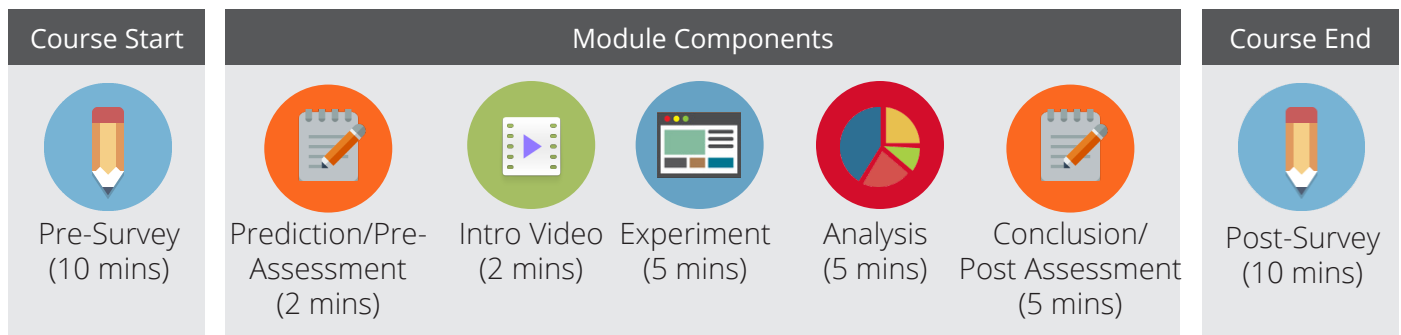 Course Start
Pre-Survey
(10 mins)
Module Components
Prediction/Pre-
Assessment
(2 mins)
Intro Video
(2 mins)
Experiment
(5 mins)
Analysis
(5 mins)
Conclusion/
Post Assessment
(5 mins)
Course End
Post-Survey
(10 mins)